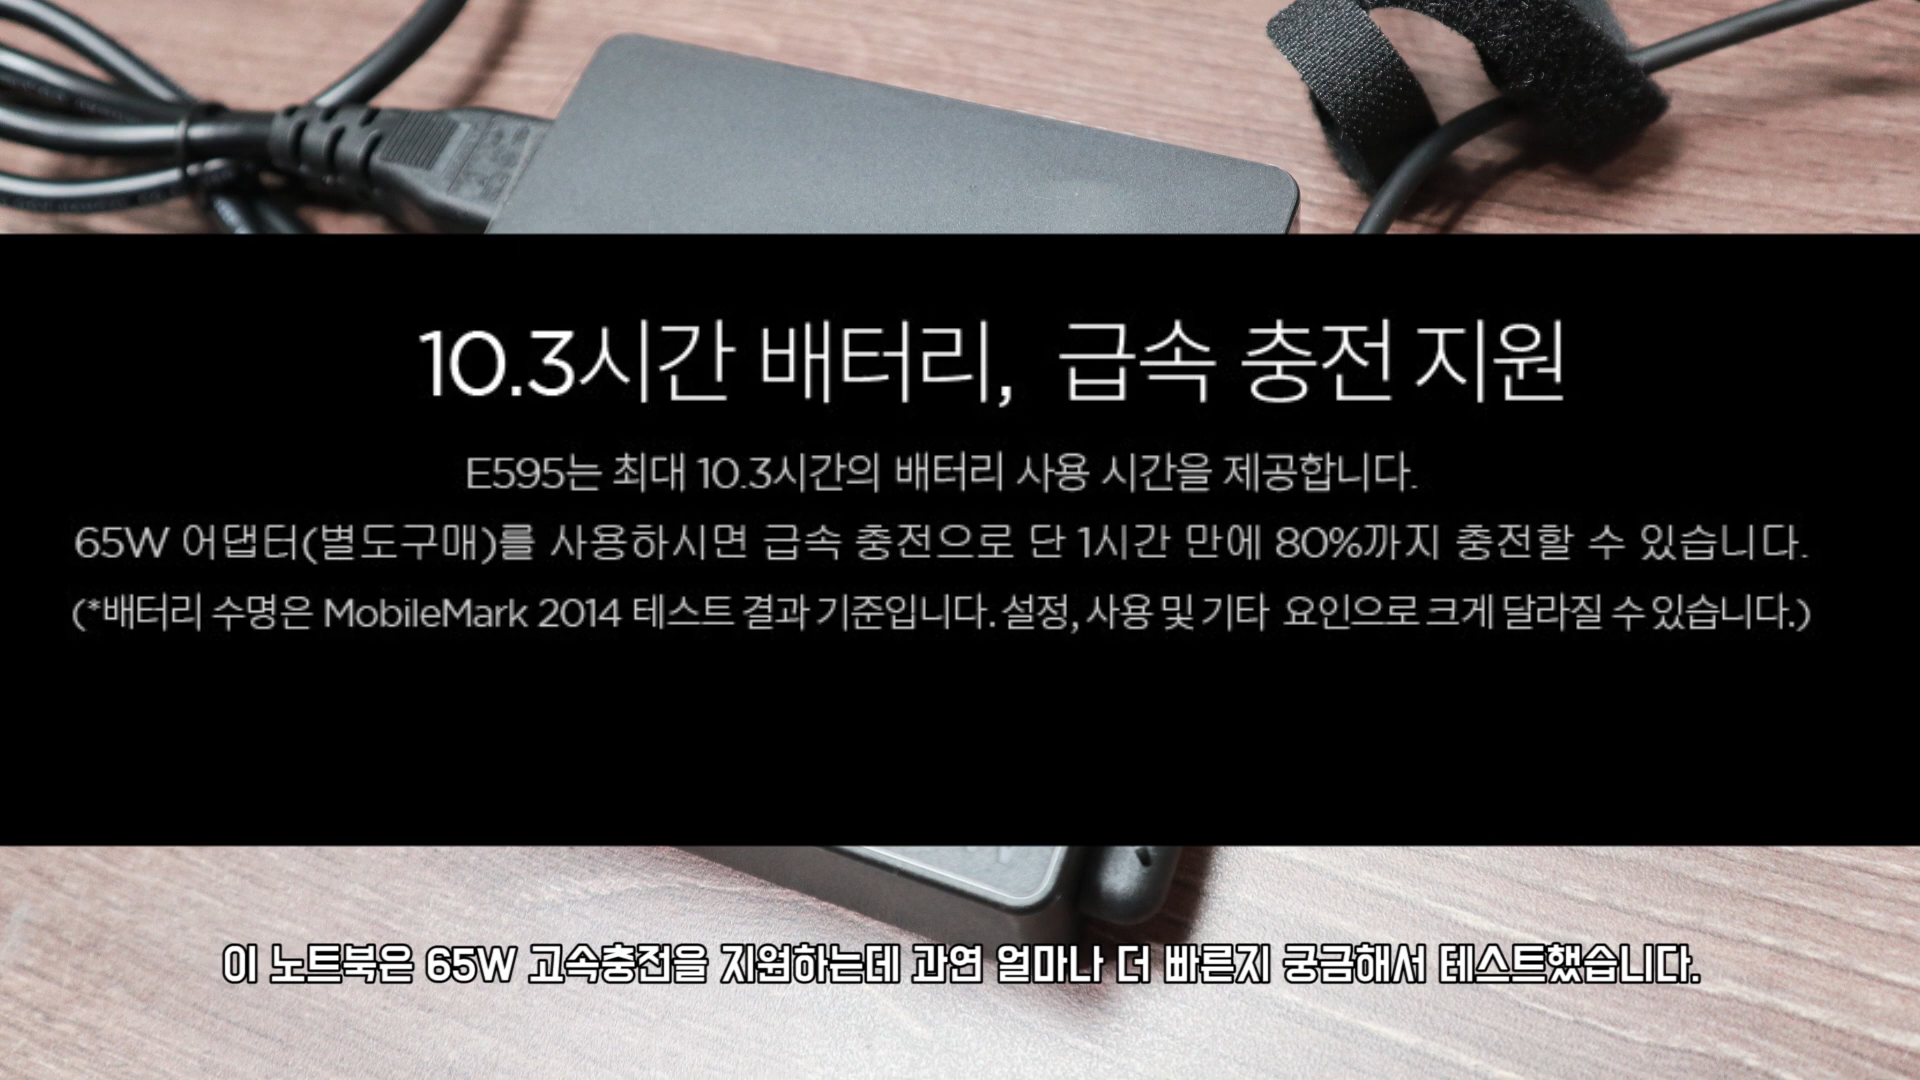 10.3시간 배터리, 급속 충전 지원
E595는 최대 10.3시간의 배터리 사용 시간을 제공합니다.
65W 어댑터(별도구매)를 사용하시면 급속 충전으로 단 1시간 만에 80%까지 충전할 수 있습니다.
(*배터리 수명은 MobileMark 2014 테스트 결과 기준입니다. 설정, 사용 및 기타 요인으로 크게 달라질 수 있습니다.)
이 노트북은 65W 고속충전을 지원하는데 과연 얼마나 더 빠른지 궁금해서 테스트했습니다.